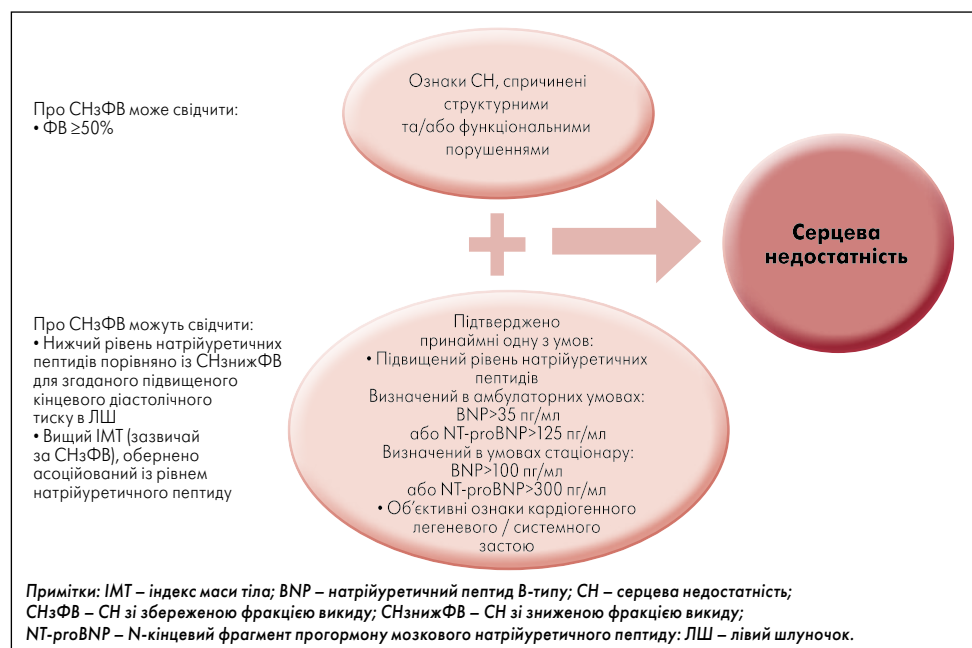 Про СНзФВ може свідчити:
• ФВ ≥50%
Ознаки СН, спричинені
структурними
та/або функціональними
порушеннями
Серцева
недостатність
Про СНзФВ можуть свідчити:
• Нижчий рівень натрійуретичних
пептидів порівняно із СНзнижФВ
для згаданого підвищеного
кінцевого діастолічного
тиску в ЛШ
• Вищий ІМТ (зазвичай
за СНзФВ), обернено
асоційований із рівнем
натрійуретичного пептиду
Підтверджено
принаймні одну з умов:
• Підвищений рівень натрійуретичних
пептидів
Визначений в амбулаторних умовах:
BNP>35 пг/мл
або NT-proBNP>125 пг/мл
Визначений в умовах стаціонару:
BNP>100 пг/мл
або NT-proBNP>300 пг/мл
• Об’єктивні ознаки кардіогенного
легеневого / системного
застою
Примітки: ІМТ – індекс маси тіла; BNP – натрійуретичний пептид В-типу; СН – серцева недостатність;
СНзФВ – СН зі збереженою фракцією викиду; СНзнижФВ – СН зі зниженою фракцією викиду;
NT-proBNP – N-кінцевий фрагмент прогормону мозкового натрійуретичного пептиду: ЛШ – лівий шлуночок.